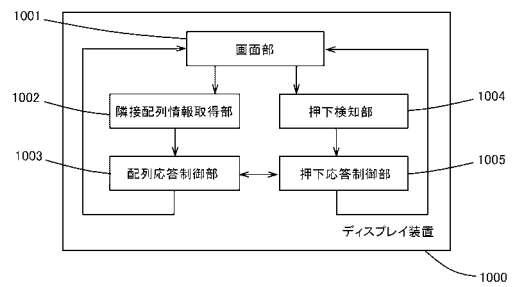 1001
画面部
1002
隣接配列情報取得部
押下検知部
1004
1003
配列応答制御部
押下応答制御部
1005
ディスプレイ装置
1000